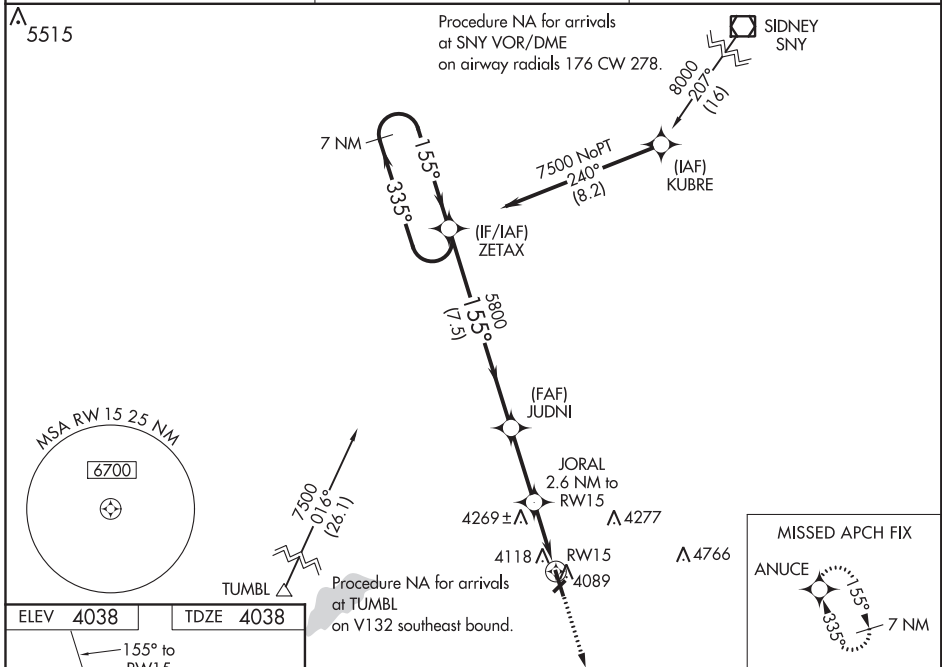 5515
Procedure NA for arrivals
at SNY VOR/DME
on airway radials 176 CW 278.
SIDNEY
SNY
8000
207°
(16)
7 NM
155°
335°
7500 NoPT
240°
(8.2)
(IAF)
KUBRE
(IF/IAF)
ZETAX
5800
155°
(7.5)
(FAF)
JUDNI
MSA RW 15 25 NM
6700
7500
016°
(26.1)
JORAL
2.6 NM to
RW15
4269 ±
4277
4118
RW15
4089
4766
TUMBL
Procedure NA for arrivals
at TUMBL
on V132 southeast bound.
MISSED APCH FIX
ANUCE
155°
335°
7 NM
ELEV 4038
TDZE 4038
155° to
RW15